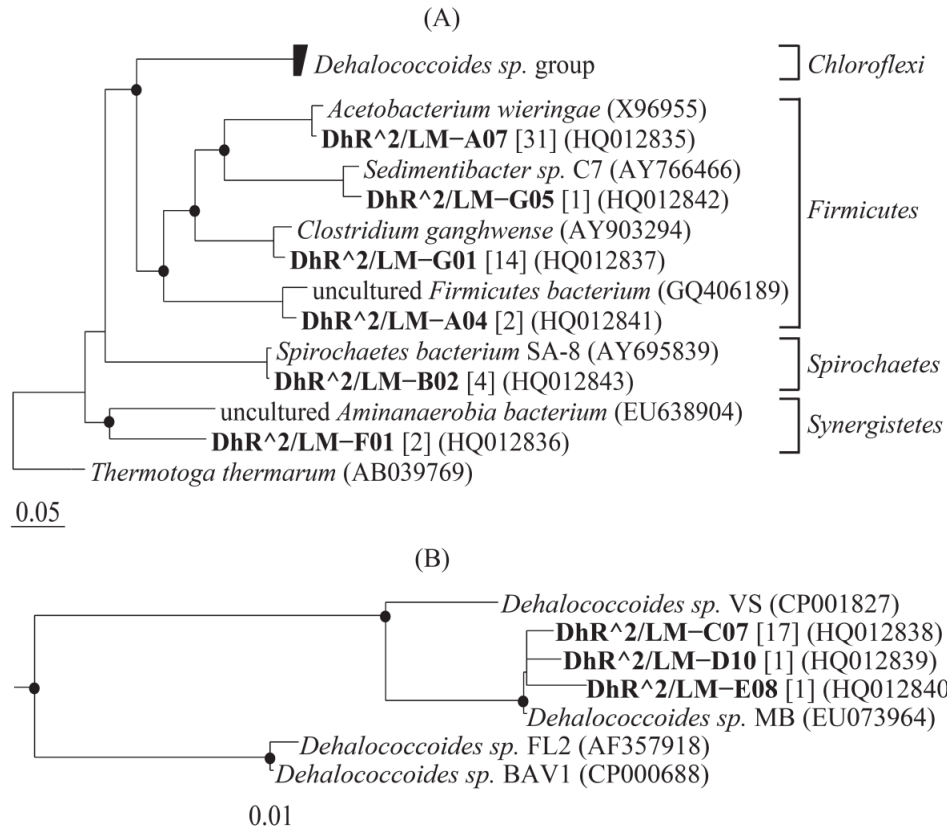 (A)
Dehalococcoides sp. group
Chloroflexi
Acetobacterium wieringae (X96955)
DhR^2/LM−A07 [31] (HQ012835)
Sedimentibacter sp. C7 (AY766466)
DhR^2/LM−G05 [1] (HQ012842)
Firmicutes
Clostridium ganghwense (AY903294)
DhR^2/LM−G01 [14] (HQ012837)
uncultured Firmicutes bacterium (GQ406189)
DhR^2/LM−A04 [2] (HQ012841)
Spirochaetes bacterium SA-8 (AY695839)
Spirochaetes
DhR^2/LM−B02 [4] (HQ012843)
uncultured Aminanaerobia bacterium (EU638904)
Synergistetes
DhR^2/LM−F01 [2] (HQ012836)
Thermotoga thermarum (AB039769)
0.05
(B)
Dehalococcoides sp. VS (CP001827)
DhR^2/LM−C07 [17] (HQ012838)
DhR^2/LM−D10 [1] (HQ012839)
DhR^2/LM−E08 [1] (HQ012840
Dehalococcoides sp. MB (EU073964)
Dehalococcoides sp. FL2 (AF357918)
Dehalococcoides sp. BAV1 (CP000688)
0.01